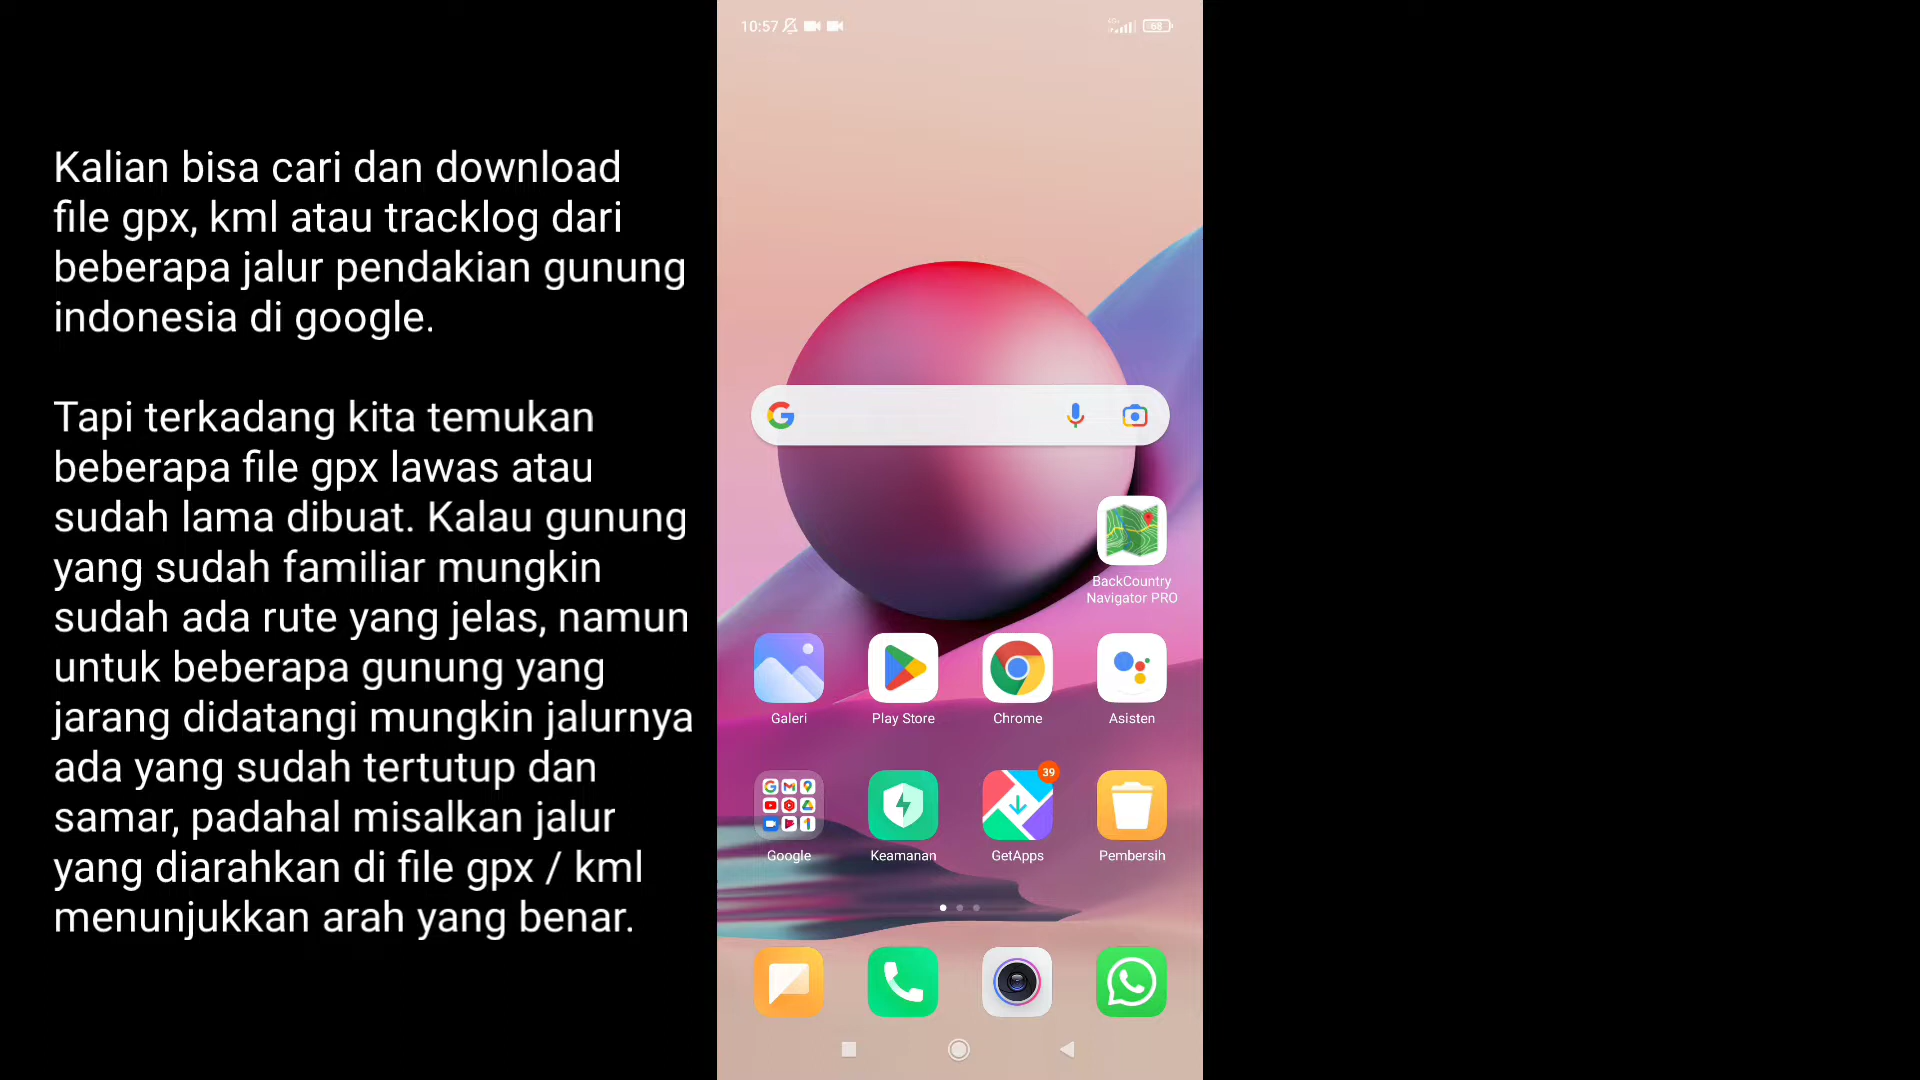 Kalian bisa cari dan download
file gpx, kml atau tracklog dari
beberapa jalur pendakian gunung
indonesia di google.
Tapi terkadang kita temukan
beberapa file gpx lawas atau
sudah lama dibuat. Kalau gunung
yang sudah familiar mungkin
sudah ada rute yang jelas, namun
untuk beberapa gunung yang
jarang didatangi mungkin jalurnya
ada yang sudah tertutup dan
samar, padahal misalkan jalur
yang diarahkan di file gpx / kml
menunjukkan arah yang benar.
10:57
68
BackCountry
Navigator PRO
Galeri
Play Store
Chrome
Asisten
39
Google
Keamanan
GetApps
Pembersih